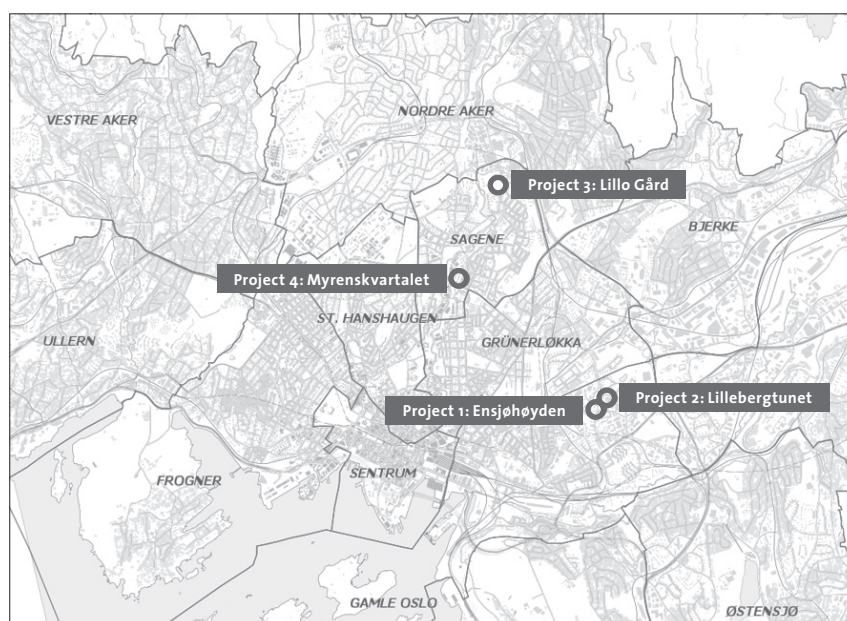 VESTRE AKER
NORDRE AKER
Project 3: Lillo Gård
BJERKE
SAGENE
Project 4: Myrenskvartalet
ST. HANSHAUGEN
ULLERN
GRÜNERLØKKA
Project 2: Lillebergtunet
Project 1: Ensjøhøyden
SENTRUM
FROGNER
GAMLE OSLO
ØSTENSJØ